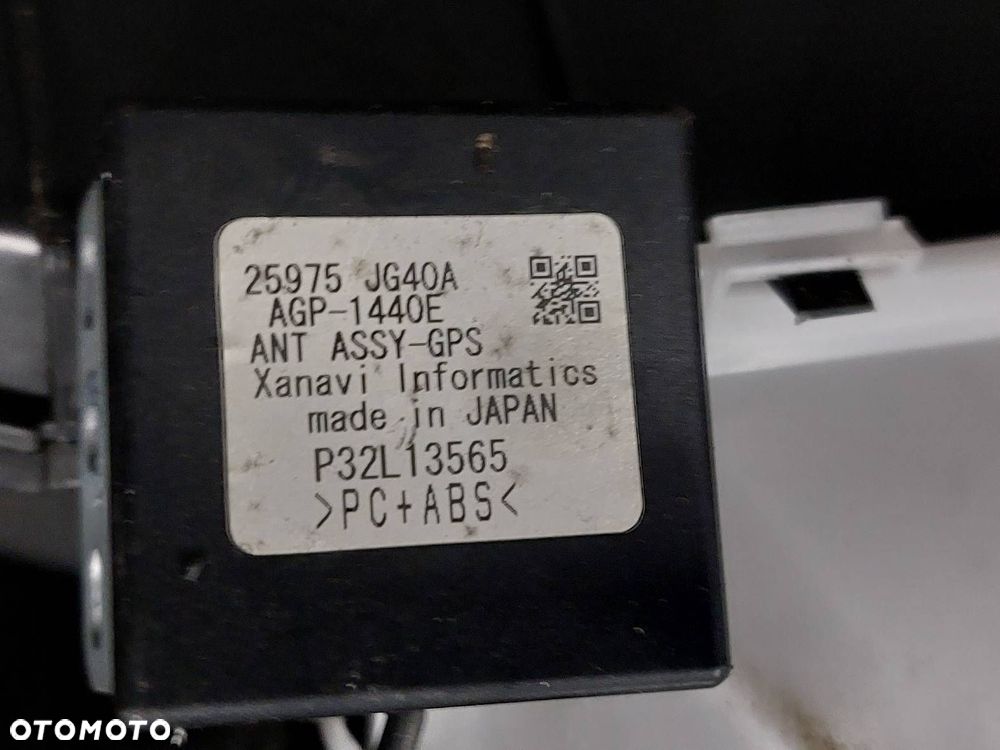 25975 JG40A
AGP-1440E
ANT ASSY-GPS
Xanavi Informatics
made in JAPAN
P32L13565
>PC+ABS<
OTOMOTO